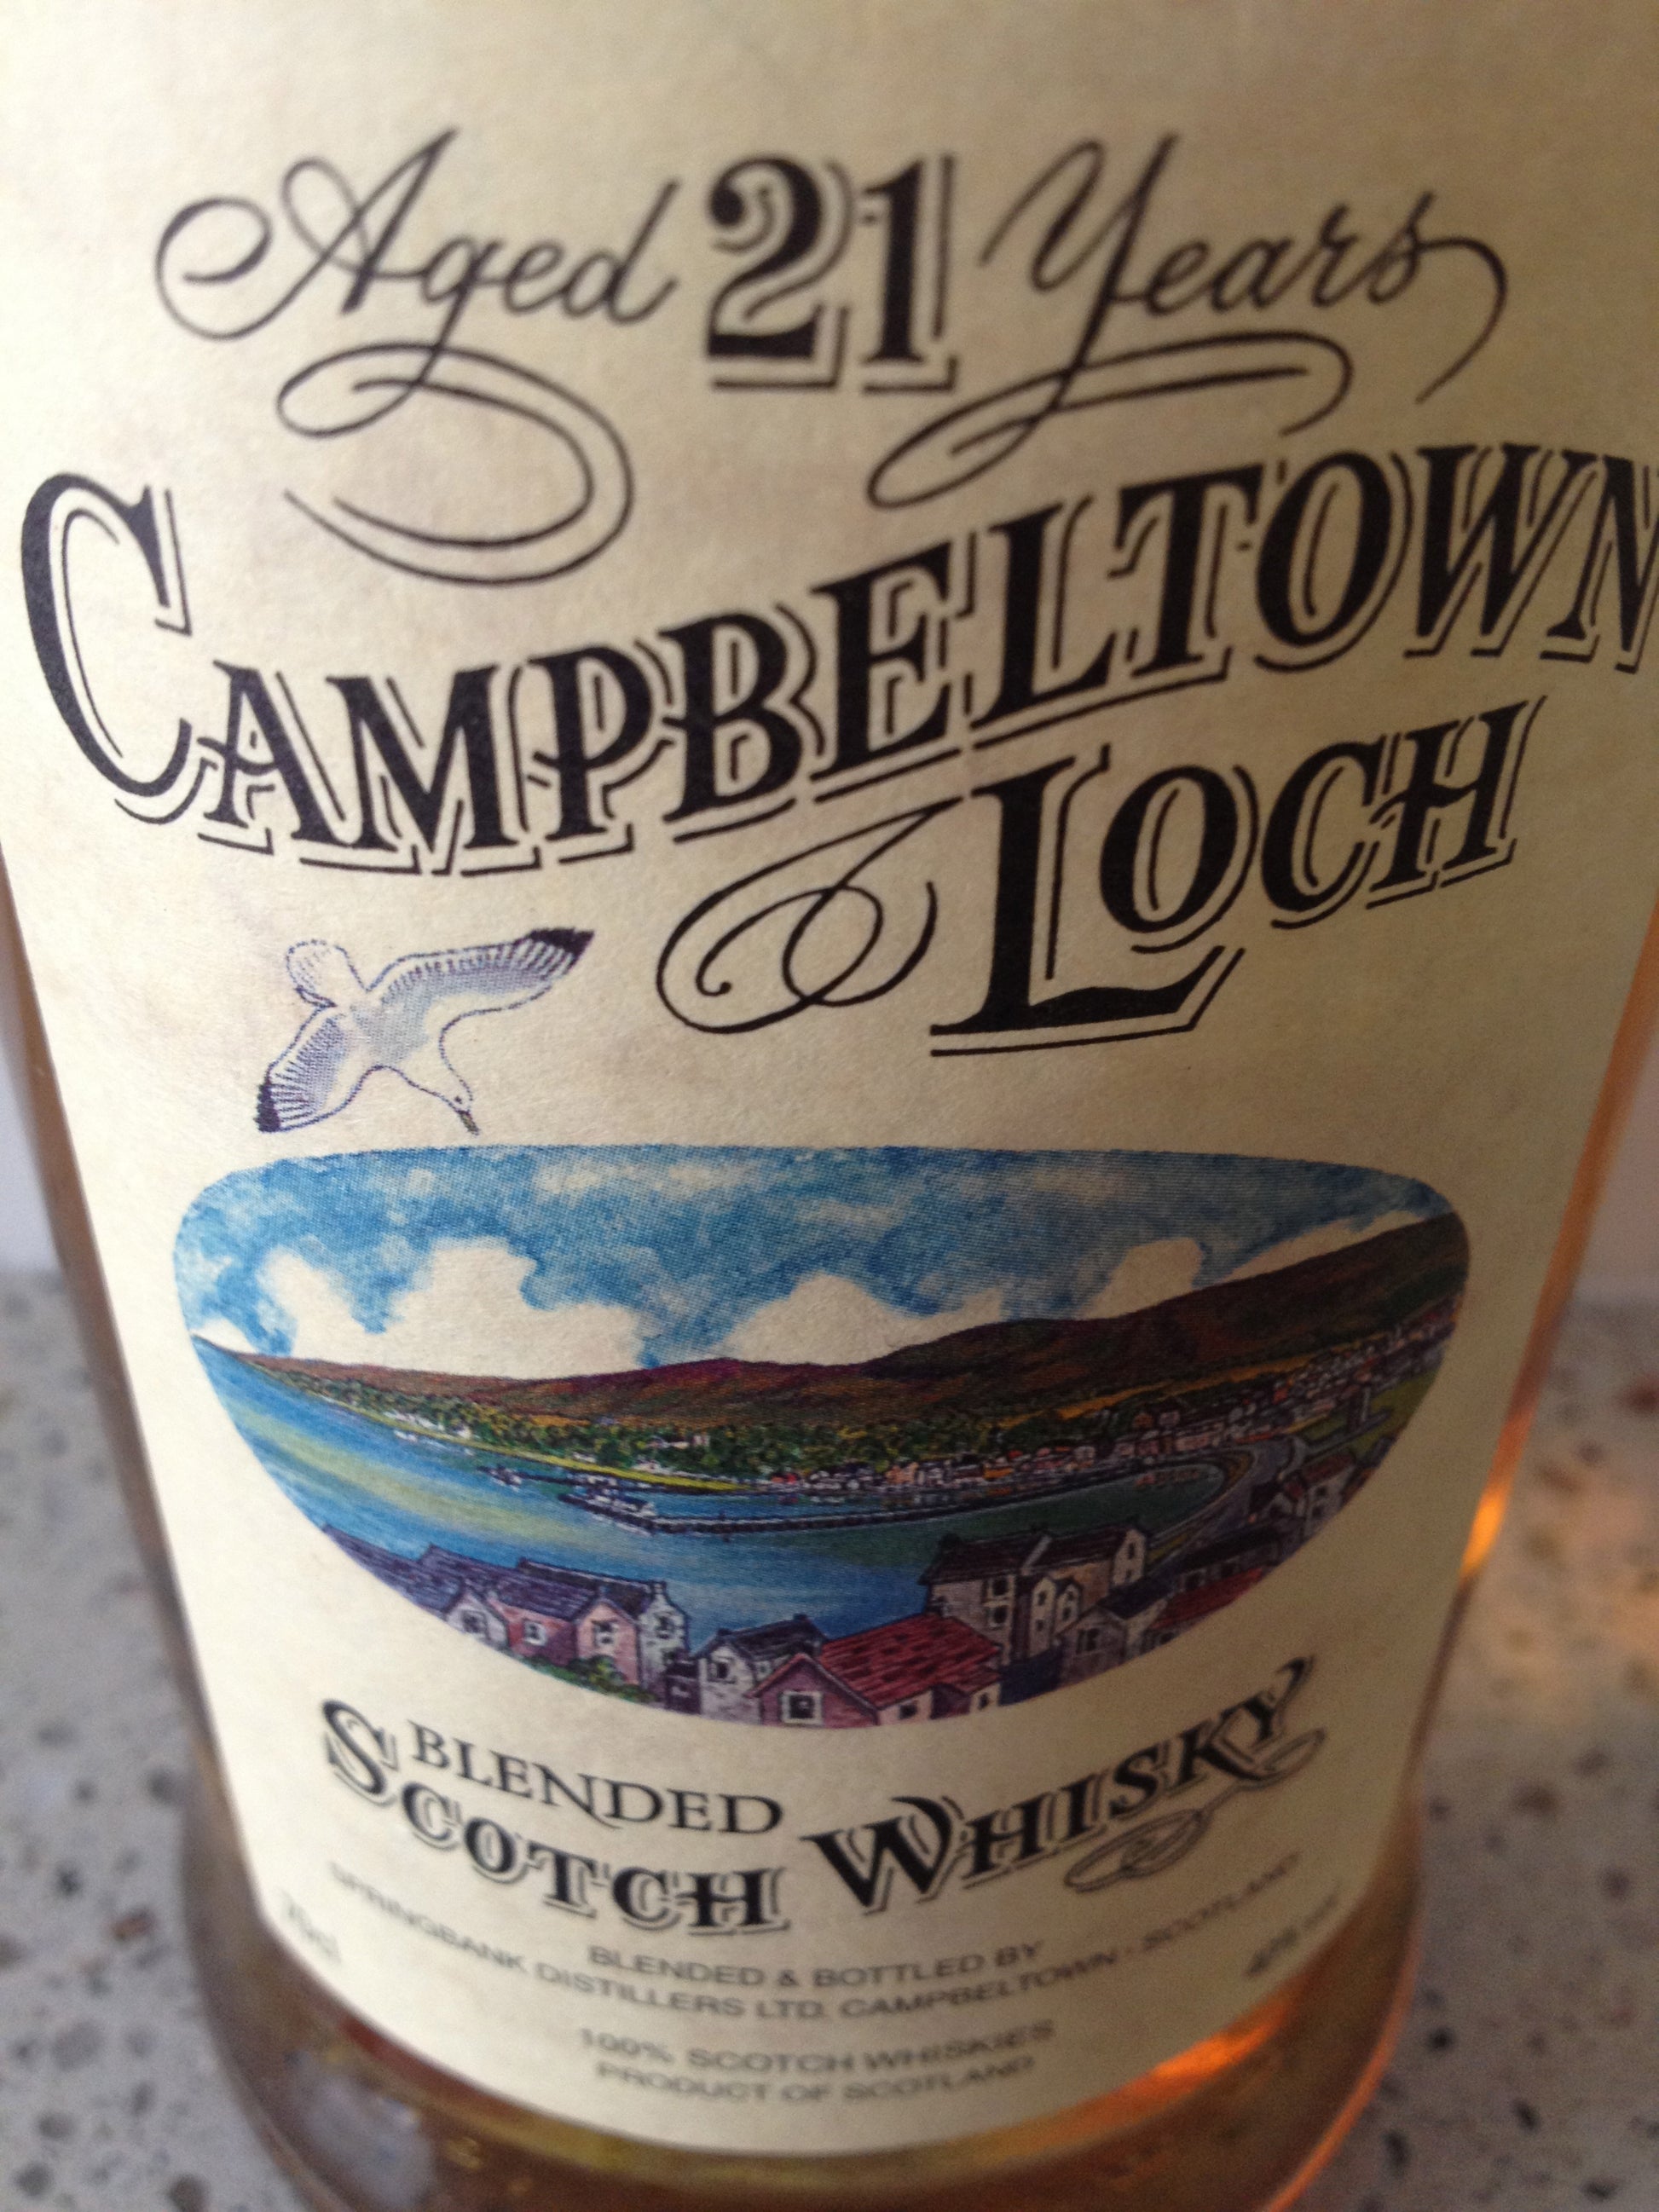 Aged 21 Years
CAMPBELTOWN
LOCH
BLENDED
SCOTCH WHISKY
BLENDED & BOTTLED BY
SPRINGBANK DISTILLERS LTD. CAMPBELTOWN · SCOTLAND
70cl
100% SCOTCH WHISKIES
PRODUCT OF SCOTLAND